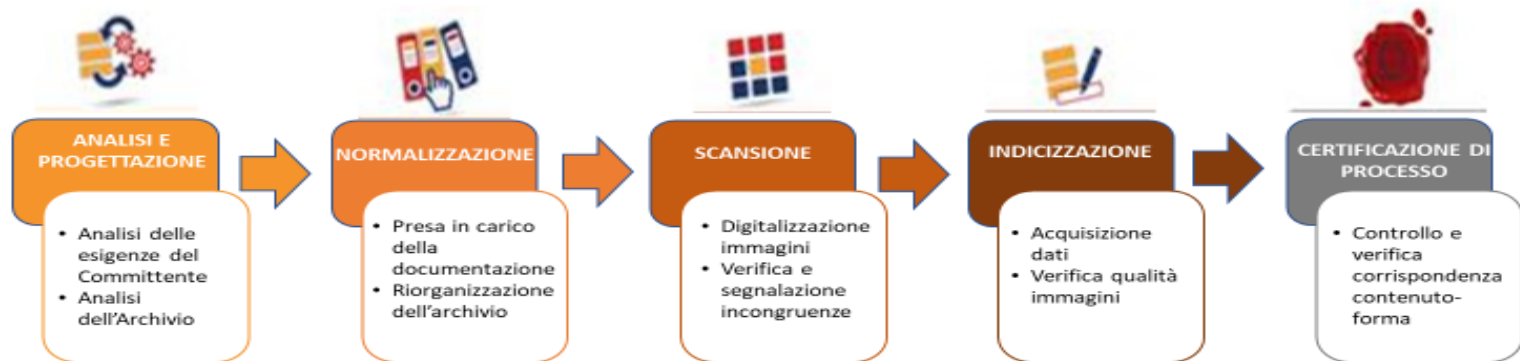 ANALISI E
PROGETTAZIONE
• Analisi delle
esigenze del
Committente
• Analisi
dell'Archivio
NORMALIZZAZIONE
• Presa in carico
della
documentazione
• Riorganizzazione
dell'archivio
SCANSIONE
• Digitalizzazione
immagini
• Verifica e
segnalazione
incongruenze
INDICIZZAZIONE
• Acquisizione
dati
• Verifica qualità
immagini
CERTIFICAZIONE DI
PROCESSO
• Controllo e
verifica
corrispondenza
contenuto-
forma